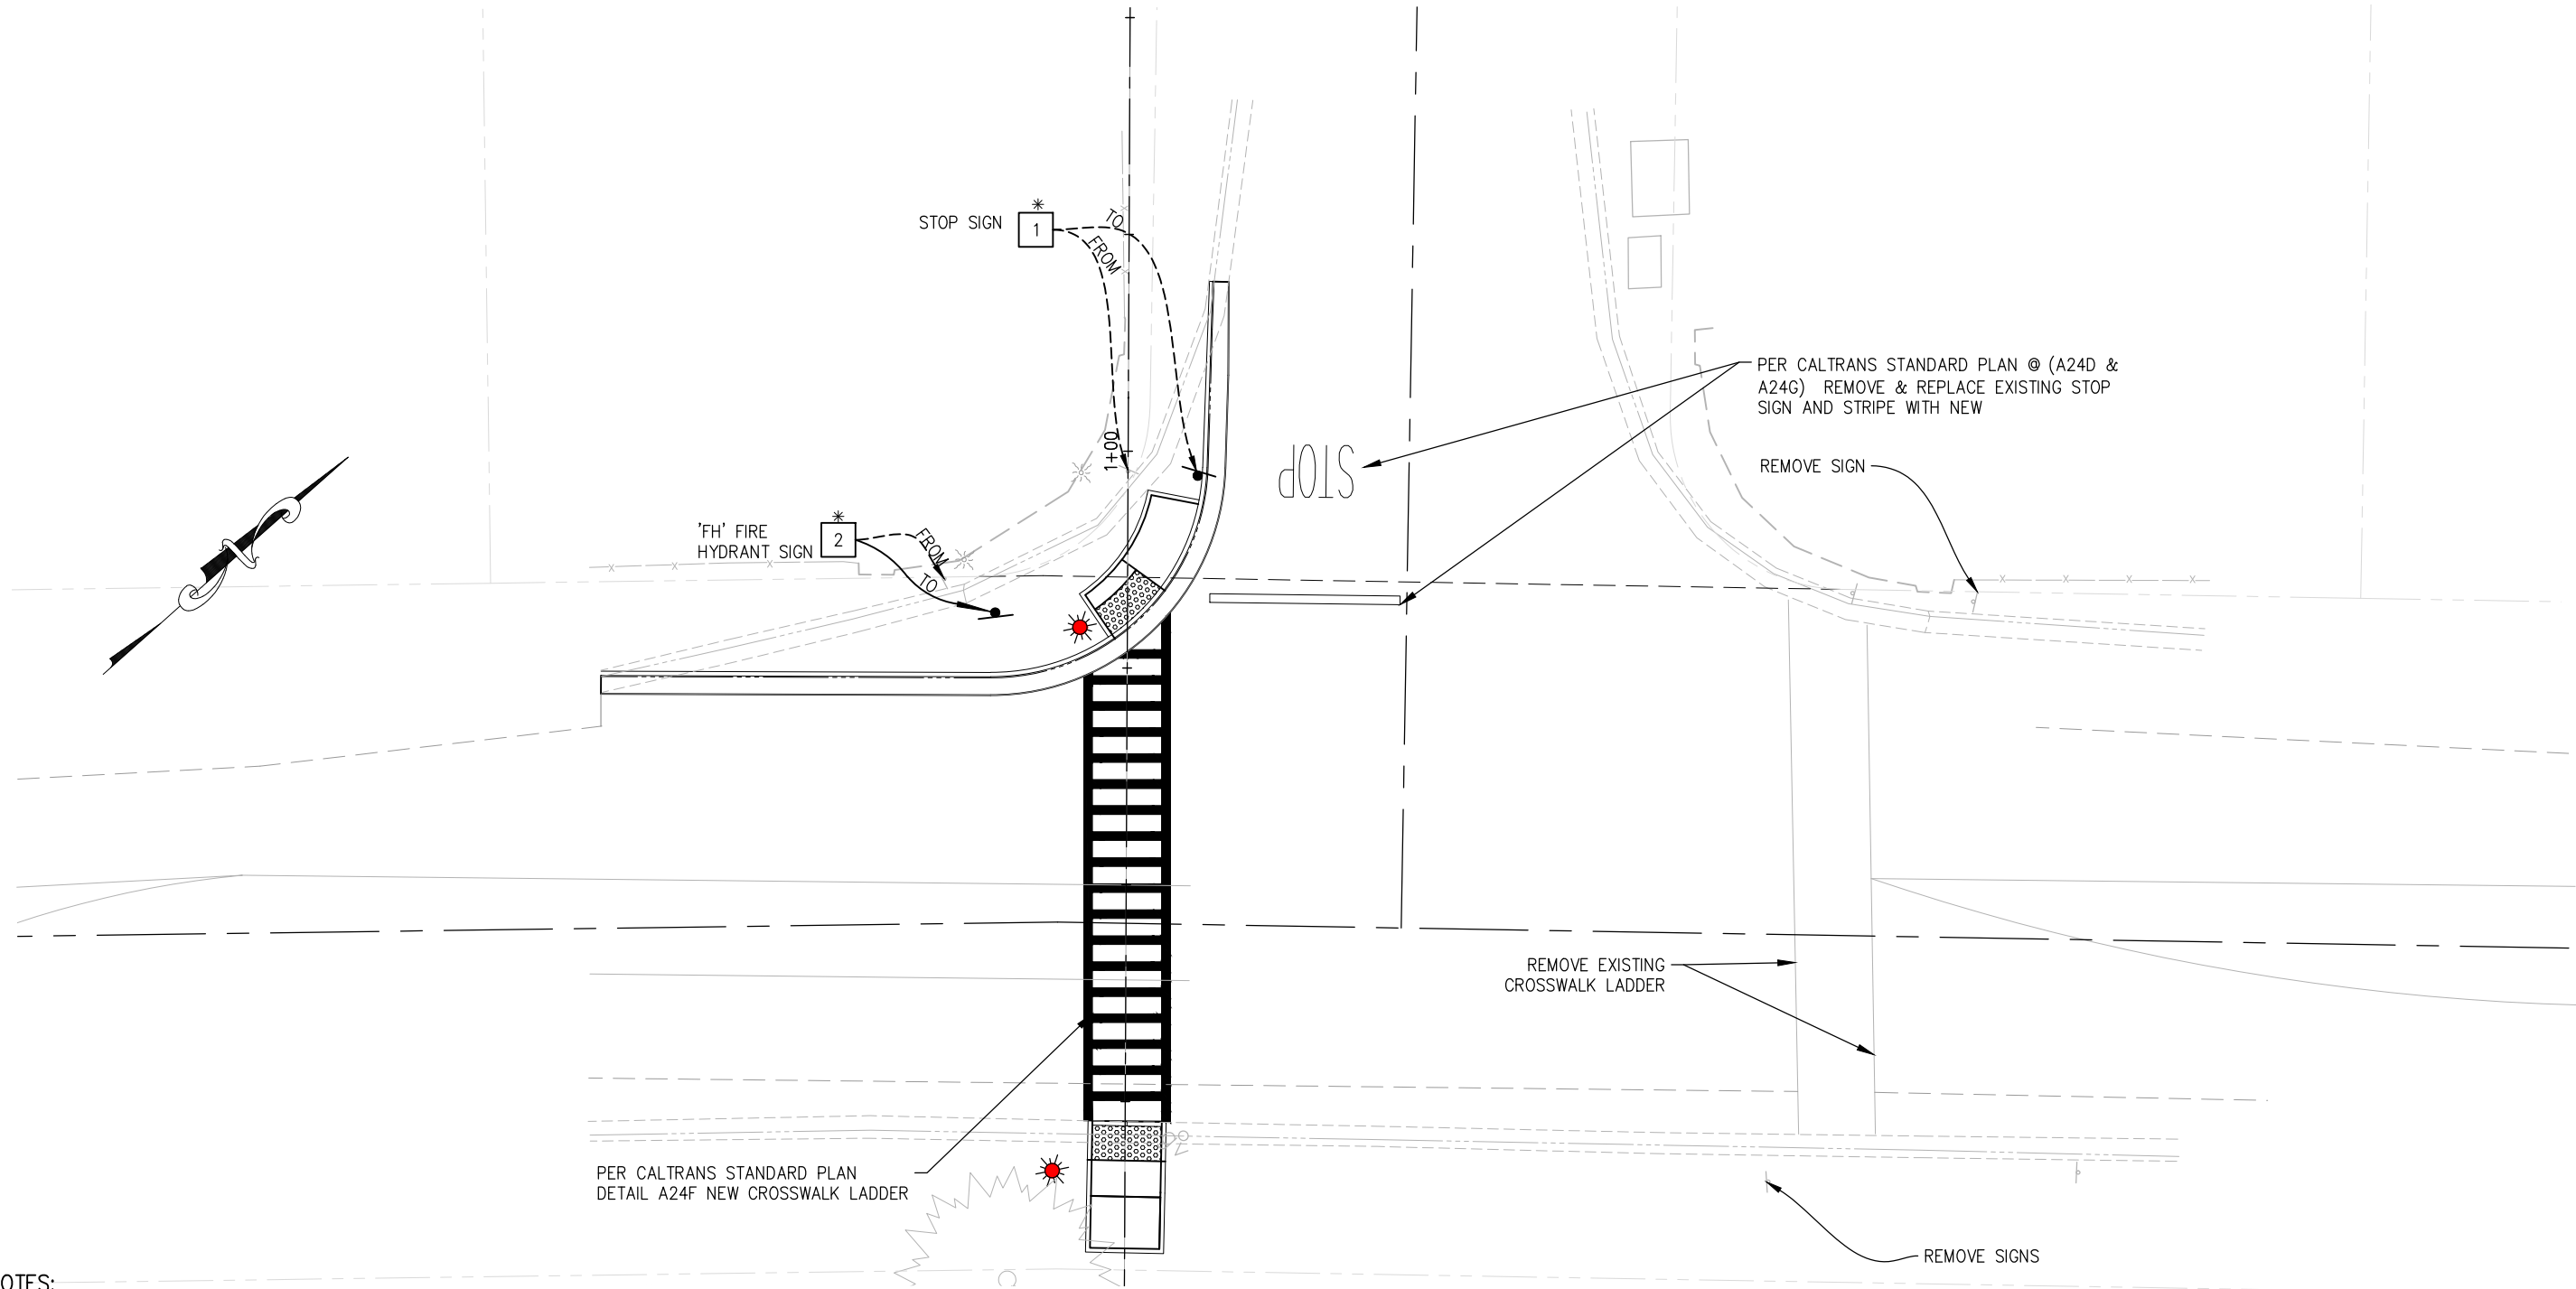 *
STOP SIGN 1
TO
FROM
PER CALTRANS STANDARD PLAN @ (A24D &
A24G) REMOVE & REPLACE EXISTING STOP
SIGN AND STRIPE WITH NEW
1+00
STOP
REMOVE SIGN
*
'FH' FIRE
HYDRANT SIGN 2
FROM
TO
REMOVE EXISTING
CROSSWALK LADDER
PER CALTRANS STANDARD PLAN
DETAIL A24F NEW CROSSWALK LADDER
REMOVE SIGNS
OTES: